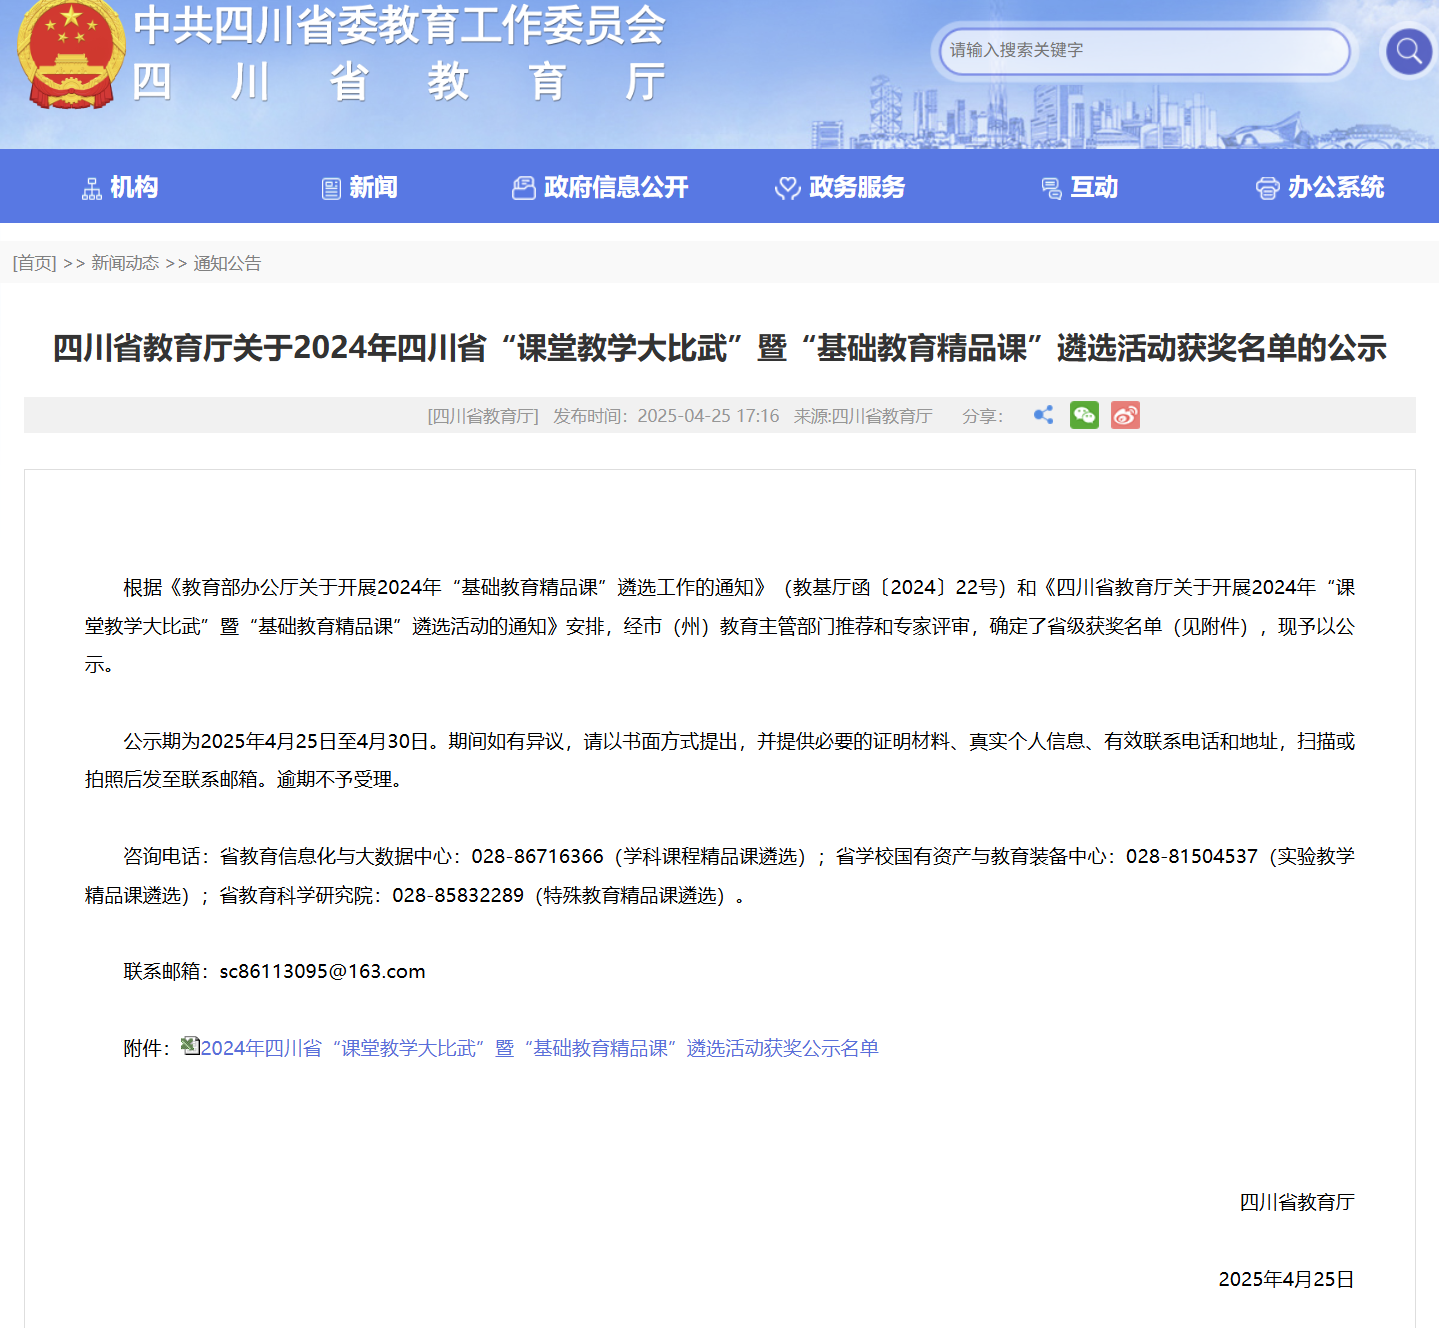 中共四川省委教育工作委员会
四川省教育厅
请输入搜索关键字
机构 新闻 政府信息公开 政务服务 互动 办公系统
[首页] >> 新闻动态 >> 通知公告
四川省教育厅关于2024年四川省“课堂教学大比武”暨“基础教育精品课”遴选活动获奖名单的公示
[四川省教育厅] 发布时间：2025-04-25 17:16 来源:四川省教育厅 分享：
根据《教育部办公厅关于开展2024年“基础教育精品课”遴选工作的通知》（教基厅函〔2024〕22号）和《四川省教育厅关于开展2024年“课
堂教学大比武”暨“基础教育精品课”遴选活动的通知》安排，经市（州）教育主管部门推荐和专家评审，确定了省级获奖名单（见附件），现予以公
示。
公示期为2025年4月25日至4月30日。期间如有异议，请以书面方式提出，并提供必要的证明材料、真实个人信息、有效联系电话和地址，扫描或
拍照后发至联系邮箱。逾期不予受理。
咨询电话：省教育信息化与大数据中心：028-86716366（学科课程精品课遴选）；省学校国有资产与教育装备中心：028-81504537（实验教学
精品课遴选）；省教育科学研究院：028-85832289（特殊教育精品课遴选）。
联系邮箱：sc86113095@163.com
附件：2024年四川省“课堂教学大比武”暨“基础教育精品课”遴选活动获奖公示名单
四川省教育厅
2025年4月25日